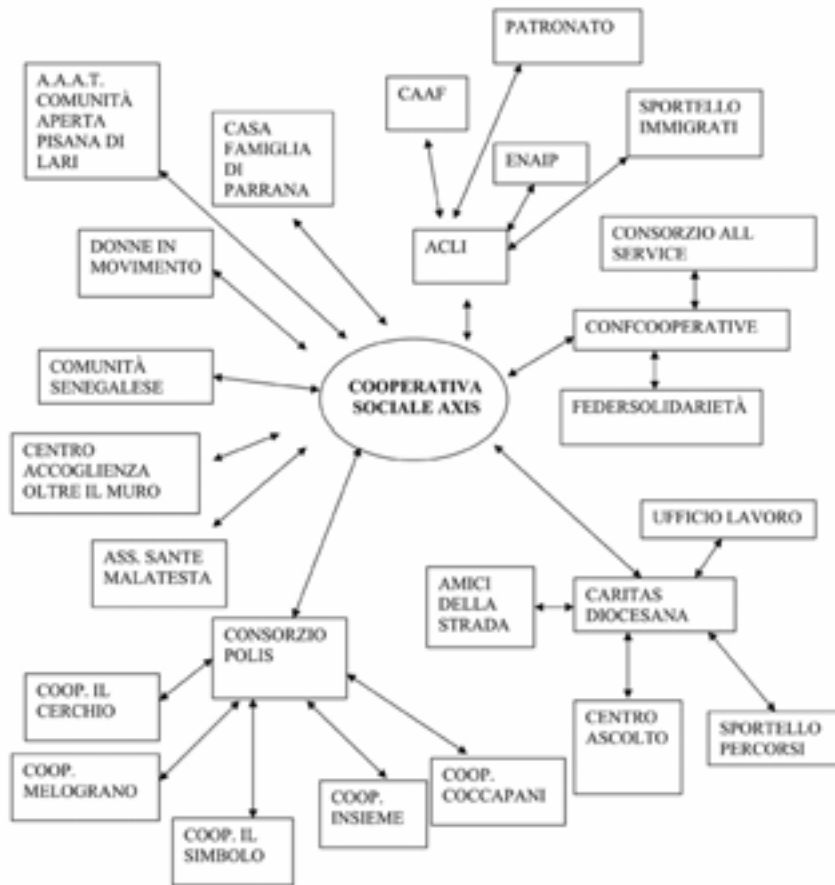 PATRONATO
A.A.A.T.
COMUNITÀ
APERTA
PISANA DI
LARI
CAAF
SPORTELLO
IMMIGRATI
CASA
FAMIGLIA
DI
PARRANA
ENAIP
ACLI
CONSORZIO ALL
SERVICE
DONNE IN
MOVIMENTO
CONFCOOPERATIVE
COMUNITÀ
SENEGALESE
COOPERATIVA
SOCIALE AXIS
FEDERSOLIDARIETÀ
CENTRO
ACCOGLIENZA
OLTRE IL MURO
UFFICIO LAVORO
ASS. SANTE
MALATESTA
AMICI
DELLA
STRADA
CARITAS
DIOCESANA
CONSORZIO
POLIS
COOP. IL
CERCHIO
CENTRO
ASCOLTO
SPORTELLO
PERCORSI
COOP.
MELOGRANO
COOP.
COCCAPANI
COOP.
INSIEME
COOP. IL
SIMBOLO